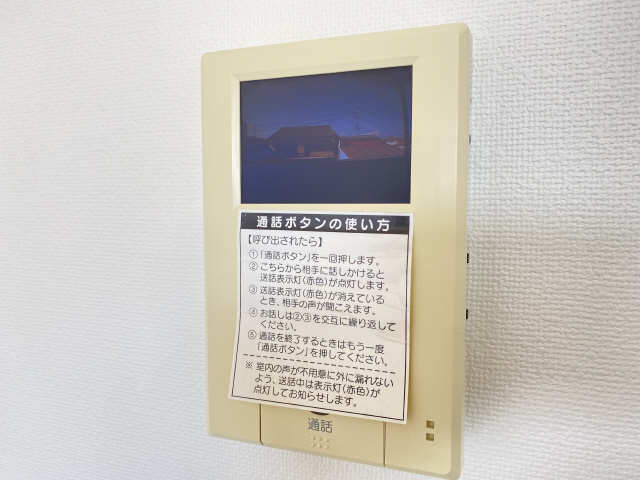 通話ボタンの使い方
【呼び出されたら】
①「通話ボタン」を一回押します。
② こちらから相手に話しかけると
送話表示灯(赤色)が点灯します。
③ 送話表示灯(赤色)が消えている
とき、相手の声が聞こえます。
④ お話しは②③を交互に繰り返して
ください。
⑤ 通話を終了するときはもう一度
「通話ボタン」を押してください。
※ 室内の声が不用意に外に漏れない
よう、送話中は表示灯(赤色)が
点灯してお知らせします。
通話